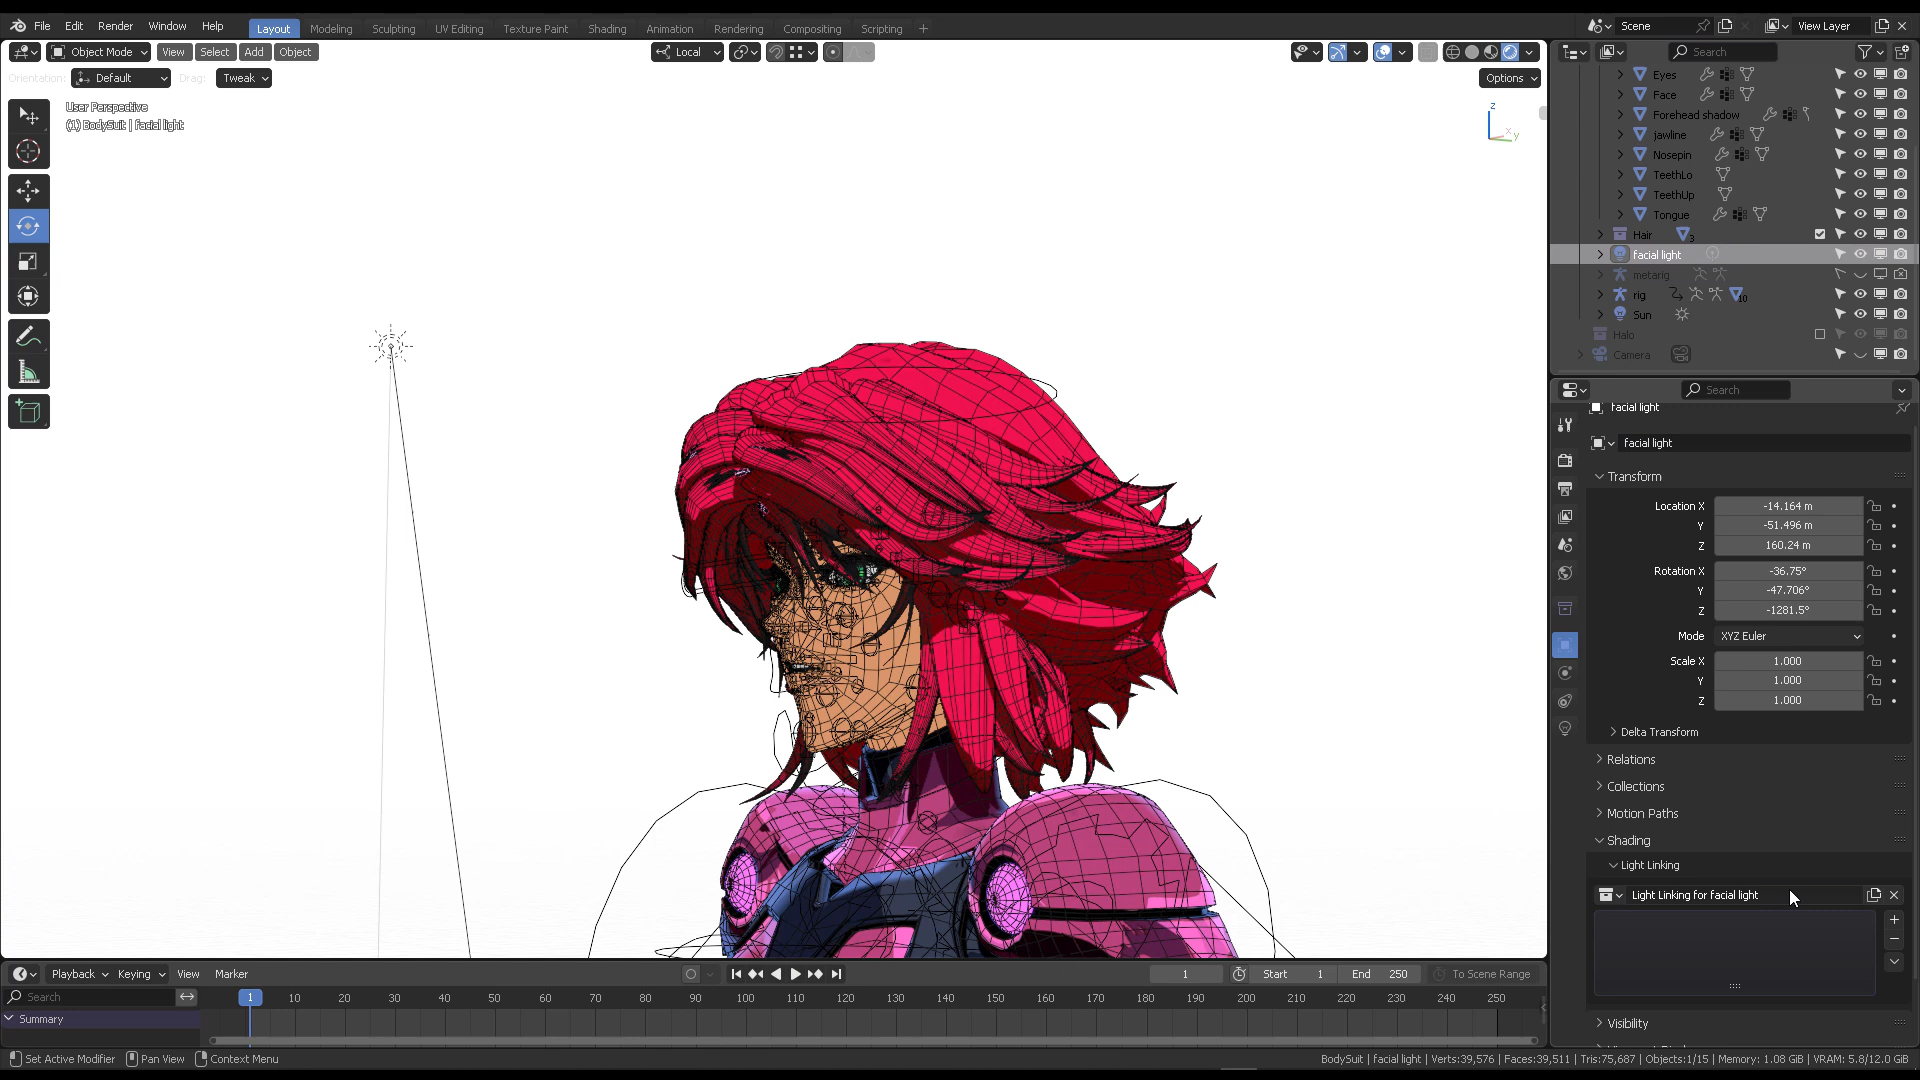 File Edit Render Window Help Layout Modeling Sculpting UV Editing Texture Paint Shading Animation Rendering Compositing Scripting + Scene View Layer
Object Mode View Select Add Object Local Search
Orientation: Default Drag: Tweak Options
User Perspective
(1) BodySuit | facial light
Z
X
Y
Eyes
Face
Forehead shadow
jawline
Nosepin
TeethLo
TeethUp
Tongue
Hair 3
facial light
metarig
rig 10
Sun
Halo
Camera
Search
facial light
facial light
Transform
Location X -14.164 m
Y -51.496 m
Z 160.24 m
Rotation X -36.75°
Y -47.706°
Z -1281.5°
Mode XYZ Euler
Scale X 1.000
Y 1.000
Z 1.000
Delta Transform
Relations
Collections
Motion Paths
Shading
Light Linking
Light Linking for facial light
Visibility
Playback Keying View Marker 1 Start 1 End 250 To Scene Range
Search 1 10 20 30 40 50 60 70 80 90 100 110 120 130 140 150 160 170 180 190 200 210 220 230 240 250
Summary
Set Active Modifier Pan View Context Menu BodySuit | facial light | Verts:39,576 | Faces:39,511 | Tris:75,687 | Objects:1/15 | Memory: 1.08 GiB | VRAM: 5.8/12.0 GiB